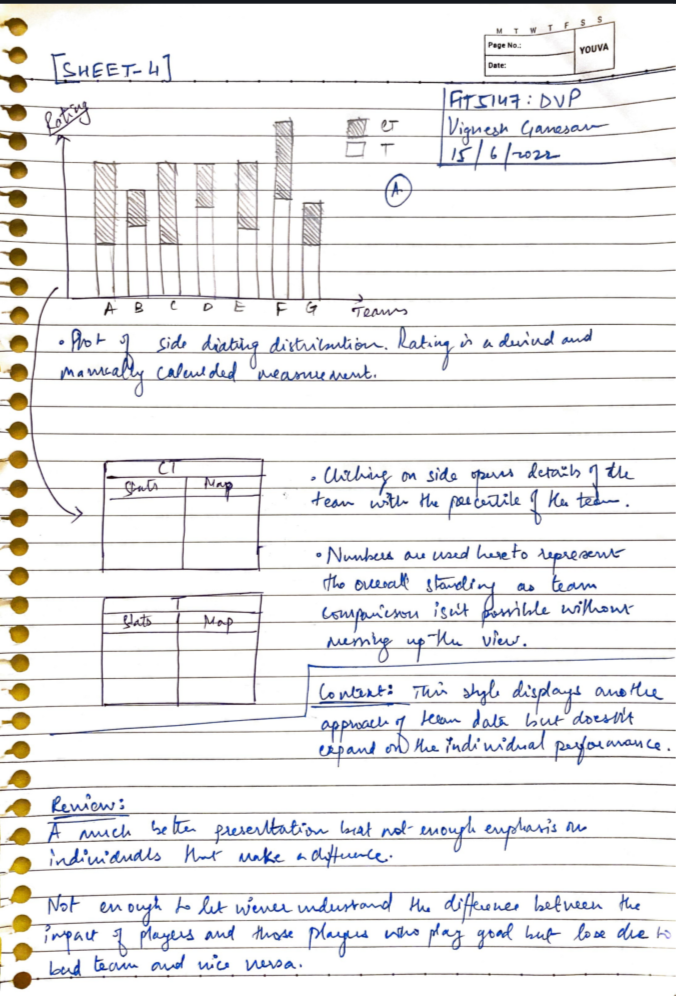 M T W T F S S
Page No.:
YOUVA
Date:
[SHEET-4]
FIT5147: DVP
Vignesh Ganesan
15/6/2022
Rating
CT
T
A
A B C D E F G Teams
• Plot of side distribution. Rating is a derived and
manually calculated measurement.
CT
Stats Map
• Clicking on side opens details of the
team with the percentile of the team.
• Numbers are used here to represent
the overall standing as team
comparison isn't possible without
messing up the view.
T
Stats Map
Context: This style displays another
approach of team data but doesn't
expand on the individual performance.
Review:
A much better presentation but not enough emphasis on
individuals that make a difference.
Not enough to let viewer understand the difference between the
impact of players and those players who play good but lose due to
bad team and vice versa.